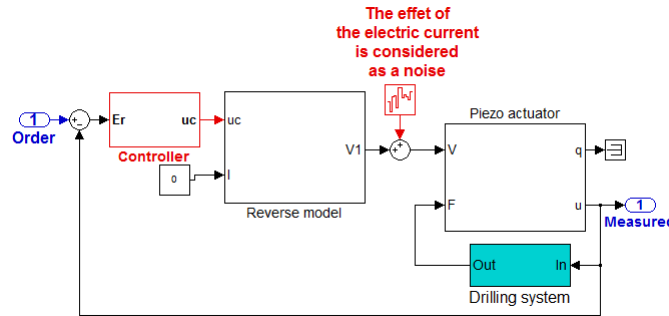 The effet of
the electric current
is considered
as a noise
Piezo actuator
1
Order
Er
uc
Controller
uc
I
V1
0
Reverse model
V
q
F
u
1
Measured
Out
In
Drilling system